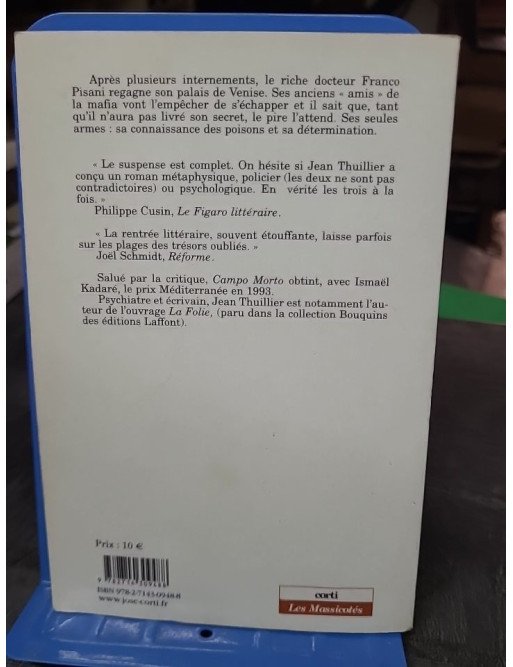 Après plusieurs internements, le riche docteur Franco
Pisani regagne son palais de Venise. Ses anciens « amis » de
la mafia vont l'empêcher de s'échapper et il sait que, tant
qu'il n'aura pas livré son secret, le pire l'attend. Ses seules
armes : sa connaissance des poisons et sa détermination.
« Le suspense est complet. On hésite si Jean Thuillier a
conçu un roman métaphysique, policier (les deux ne sont pas
contradictoires) ou psychologique. En vérité les trois à la
fois. »
Philippe Cusin, Le Figaro littéraire.
« La rentrée littéraire, souvent étouffante, laisse parfois
sur les plages des trésors oubliés. »
Joël Schmidt, Réforme.
Salué par la critique, Campo Morto obtint, avec Ismaël
Kadaré, le prix Méditerranée en 1993.
Psychiatre et écrivain, Jean Thuillier est notamment l'au-
teur de l'ouvrage La Folie, (paru dans la collection Bouquins
des éditions Laffont).
Prix : 10 €
9 782714 309488
ISBN 978-2-7143-0948-8
www.jose-corti.fr
corti
Les Massicotés